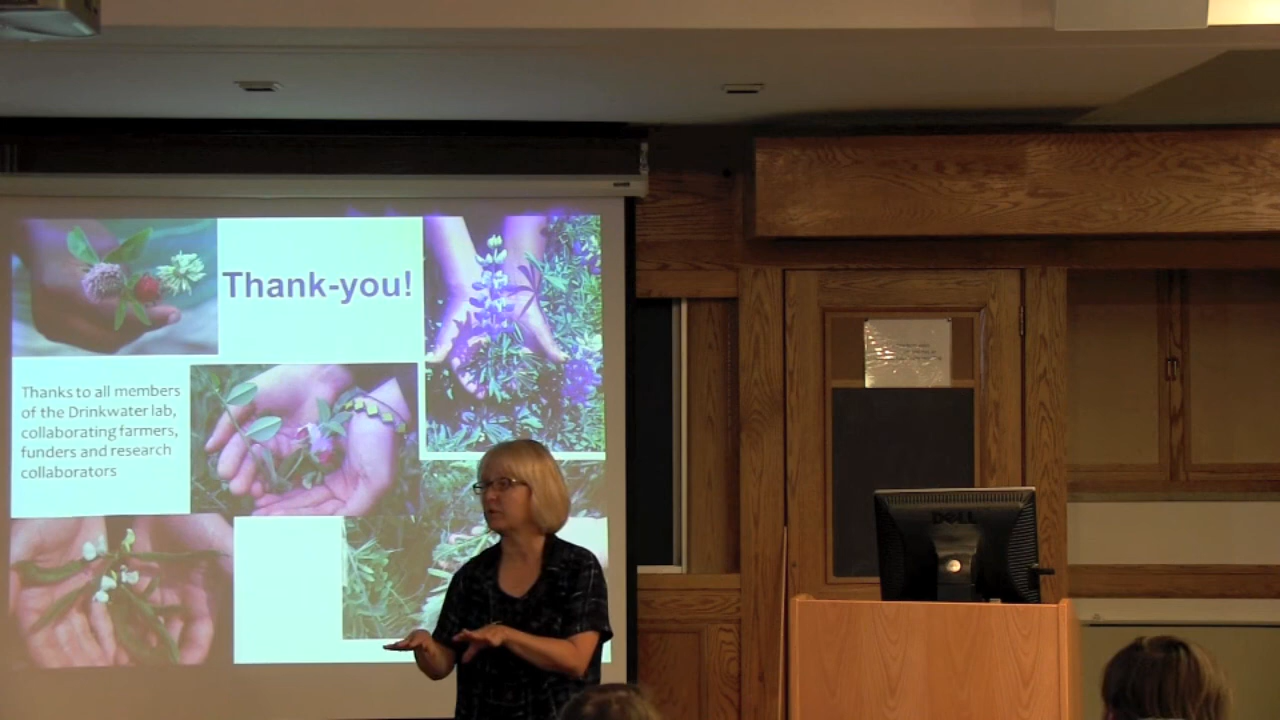 Thank-you!
Thanks to all members
of the Drinkwater lab,
collaborating farmers,
funders and research
collaborators
DELL